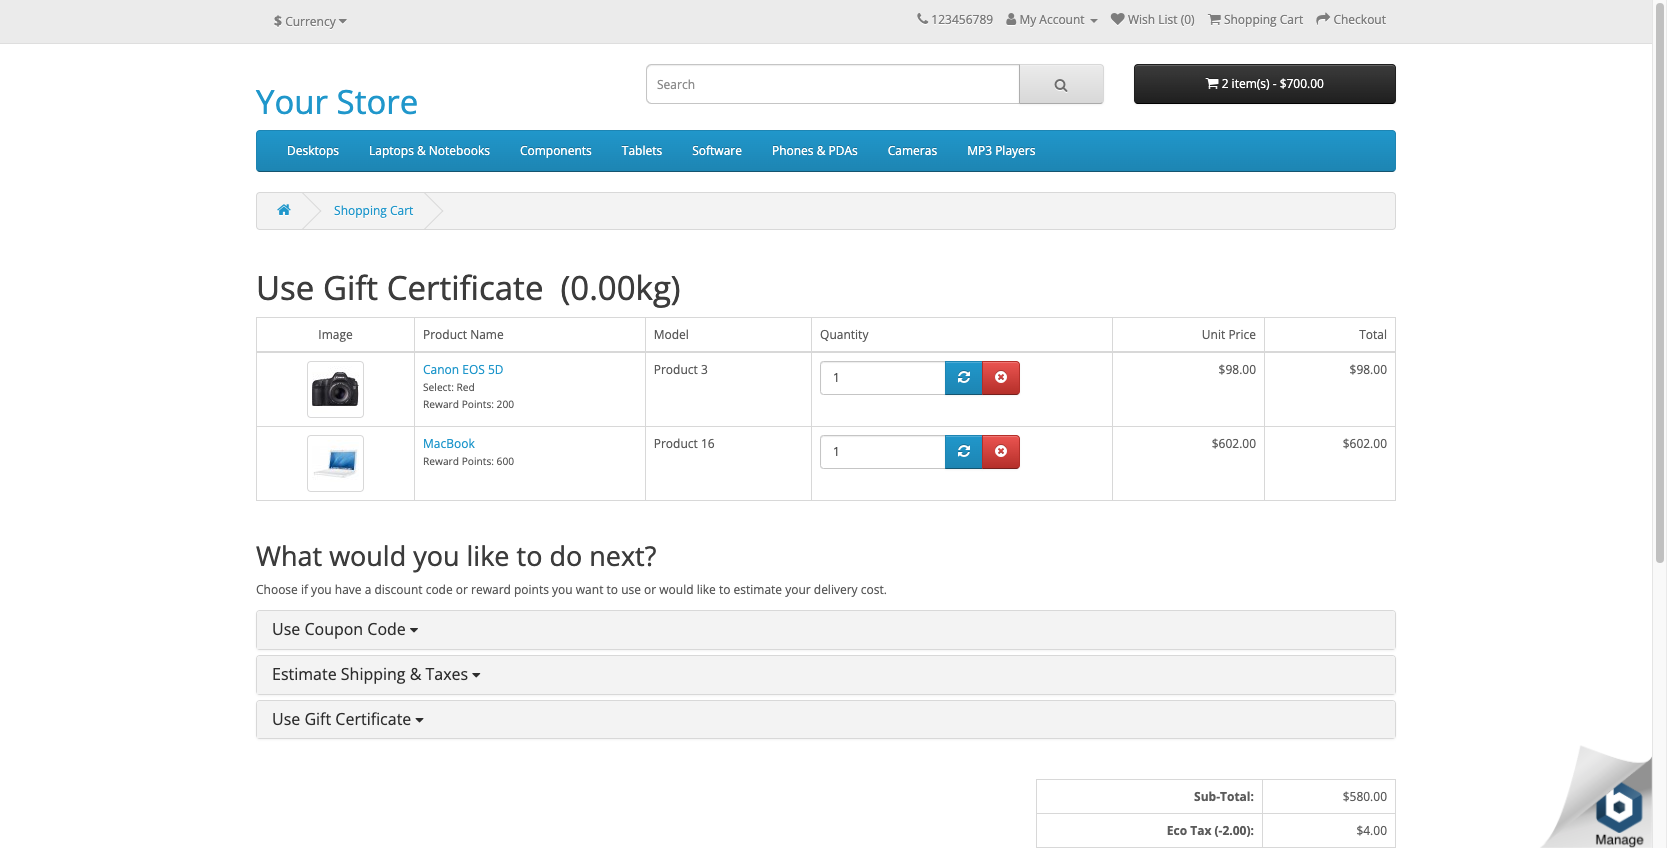 $ Currency
123456789 My Account Wish List (0) Shopping Cart Checkout
Your Store
Search
2 item(s) - $700.00
Desktops Laptops & Notebooks Components Tablets Software Phones & PDAs Cameras MP3 Players
Shopping Cart
Use Gift Certificate (0.00kg)
Image Product Name Model Quantity Unit Price Total
Canon EOS 5D Product 3 1 $98.00 $98.00
Select: Red
Reward Points: 200
MacBook Product 16 1 $602.00 $602.00
Reward Points: 600
What would you like to do next?
Choose if you have a discount code or reward points you want to use or would like to estimate your delivery cost.
Use Coupon Code
Estimate Shipping & Taxes
Use Gift Certificate
Sub-Total: $580.00
Eco Tax (-2.00): $4.00
Manage